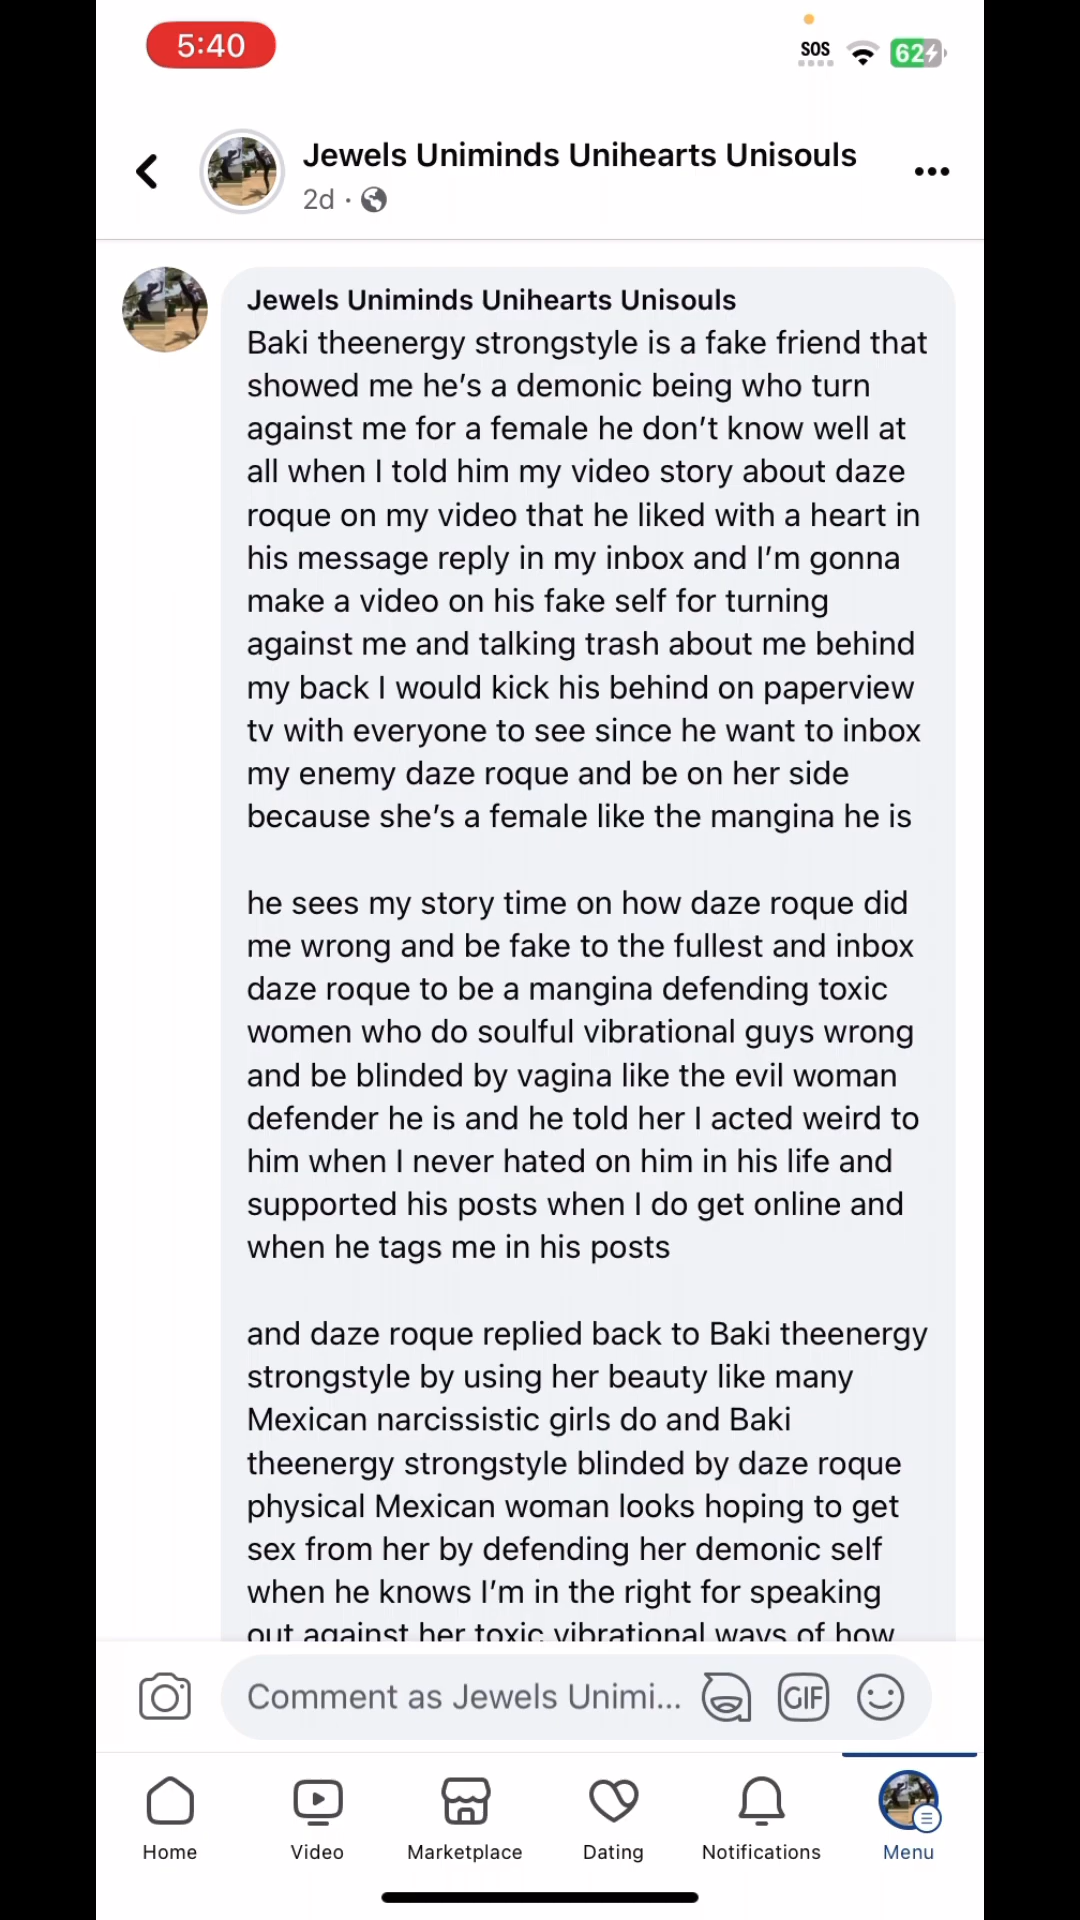 5:40
SOS
62
Jewels Uniminds Unihearts Unisouls
2d ·
Jewels Uniminds Unihearts Unisouls
Baki theenergy strongstyle is a fake friend that
showed me he’s a demonic being who turn
against me for a female he don’t know well at
all when I told him my video story about daze
roque on my video that he liked with a heart in
his message reply in my inbox and I’m gonna
make a video on his fake self for turning
against me and talking trash about me behind
my back I would kick his behind on paperview
tv with everyone to see since he want to inbox
my enemy daze roque and be on her side
because she’s a female like the mangina he is
he sees my story time on how daze roque did
me wrong and be fake to the fullest and inbox
daze roque to be a mangina defending toxic
women who do soulful vibrational guys wrong
and be blinded by vagina like the evil woman
defender he is and he told her I acted weird to
him when I never hated on him in his life and
supported his posts when I do get online and
when he tags me in his posts
and daze roque replied back to Baki theenergy
strongstyle by using her beauty like many
Mexican narcissistic girls do and Baki
theenergy strongstyle blinded by daze roque
physical Mexican woman looks hoping to get
sex from her by defending her demonic self
when he knows I’m in the right for speaking
out against her toxic vibrational ways of how
Comment as Jewels Unimi...
GIF
Home
Video
Marketplace
Dating
Notifications
Menu